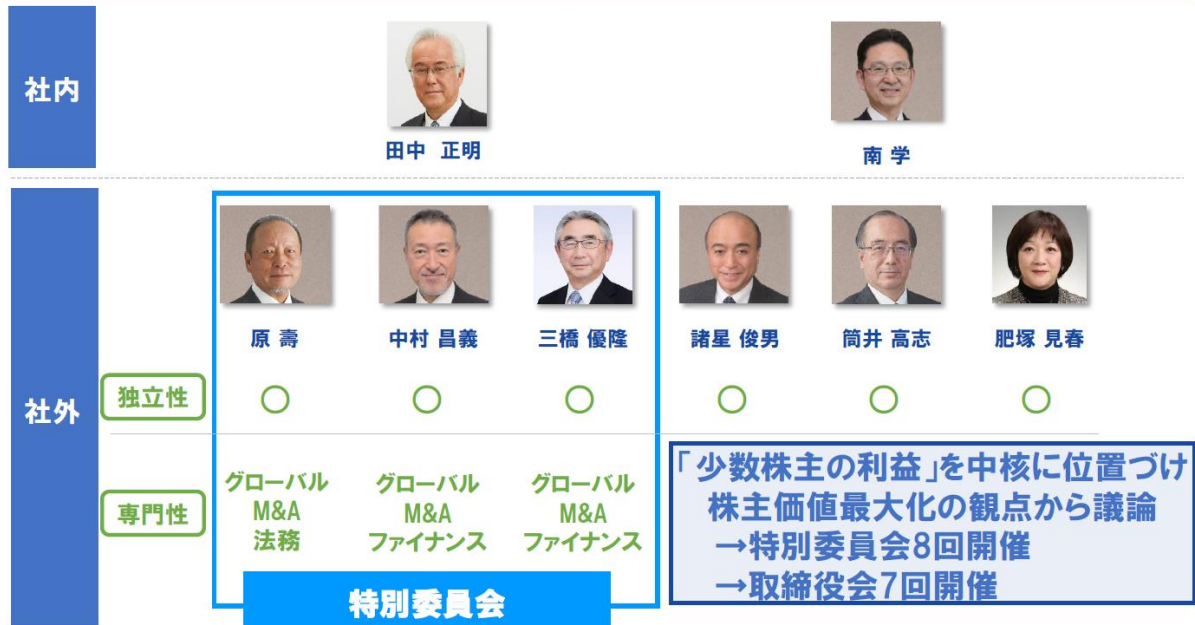 社内
田中 正明
南 学
社外
原 壽
中村 昌義
三橋 優隆
諸星 俊男
筒井 高志
肥塚 見春
独立性
〇
〇
〇
〇
〇
〇
専門性
グローバル
M&A
法務
グローバル
M&A
ファイナンス
グローバル
M&A
ファイナンス
特別委員会
「少数株主の利益」を中核に位置づけ
株主価値最大化の観点から議論
→特別委員会8回開催
→取締役会7回開催